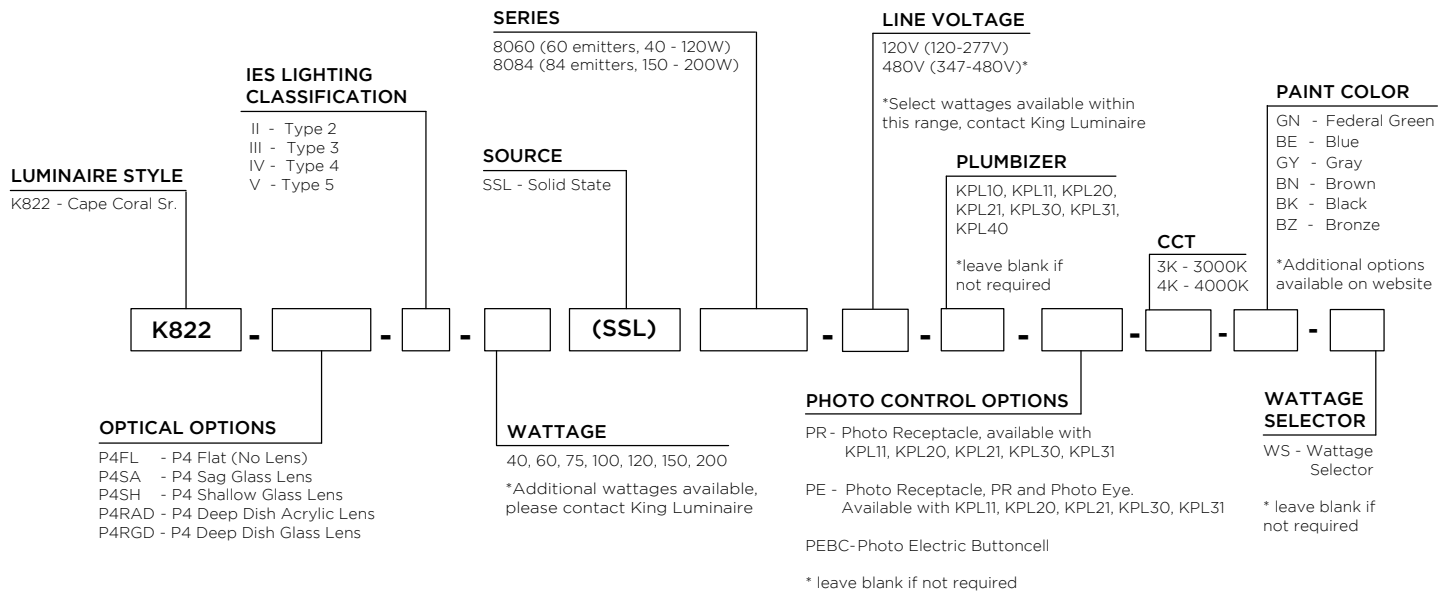 SERIES
8060 (60 emitters, 40 - 120W)
8084 (84 emitters, 150 - 200W)
LINE VOLTAGE
120V (120-277V)
480V (347-480V)*
*Select wattages available within
this range, contact King Luminaire
IES LIGHTING
CLASSIFICATION
II - Type 2
III - Type 3
IV - Type 4
V - Type 5
PAINT COLOR
GN - Federal Green
BE - Blue
GY - Gray
BN - Brown
BK - Black
BZ - Bronze
*Additional options
available on website
LUMINAIRE STYLE
K822 - Cape Coral Sr.
SOURCE
SSL - Solid State
PLUMBIZER
KPL10, KPL11, KPL20,
KPL21, KPL30, KPL31,
KPL40
*leave blank if
not required
CCT
3K - 3000K
4K - 4000K
K822 - - - (SSL) - - - - - -
OPTICAL OPTIONS
P4FL - P4 Flat (No Lens)
P4SA - P4 Sag Glass Lens
P4SH - P4 Shallow Glass Lens
P4RAD - P4 Deep Dish Acrylic Lens
P4RGD - P4 Deep Dish Glass Lens
WATTAGE
40, 60, 75, 100, 120, 150, 200
*Additional wattages available,
please contact King Luminaire
PHOTO CONTROL OPTIONS
PR - Photo Receptacle, available with
KPL11, KPL20, KPL21, KPL30, KPL31
PE - Photo Receptacle, PR and Photo Eye.
Available with KPL11, KPL20, KPL21, KPL30, KPL31
PEBC-Photo Electric Buttoncell
* leave blank if not required
WATTAGE
SELECTOR
WS - Wattage
Selector
* leave blank if
not required